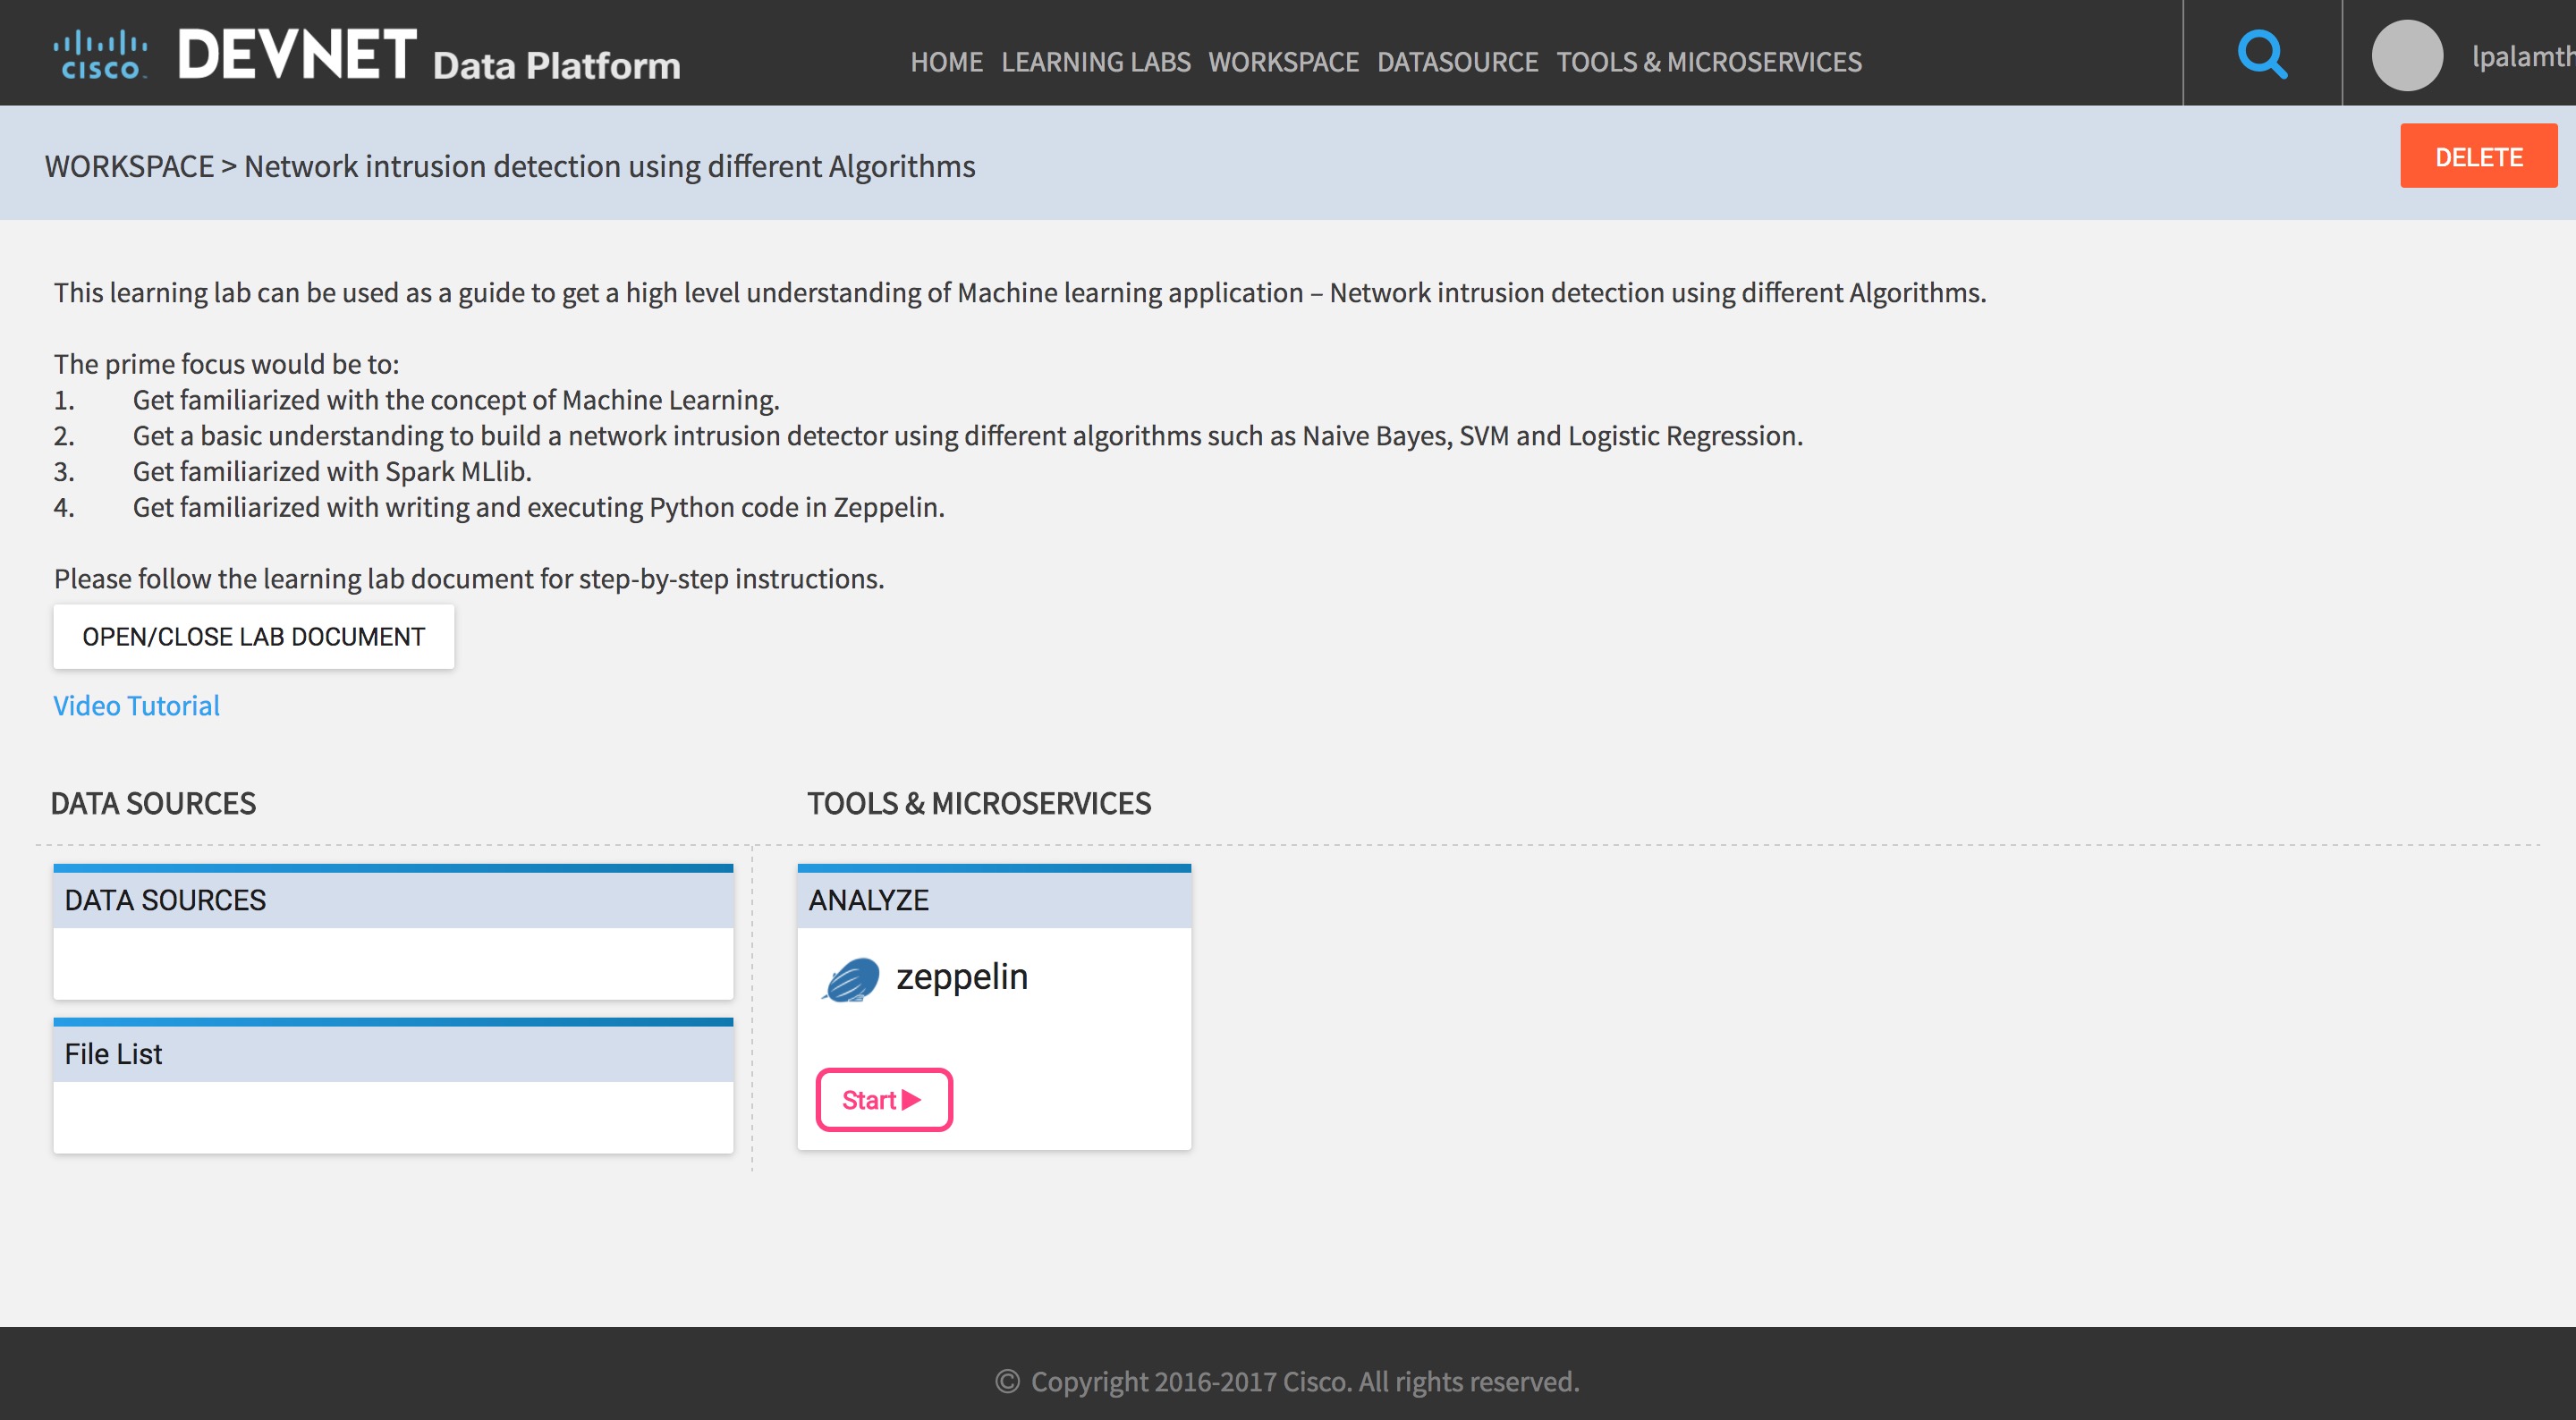 CISCO DEVNET Data Platform
HOME LEARNING LABS WORKSPACE DATASOURCE TOOLS & MICROSERVICES
lpalamth
WORKSPACE > Network intrusion detection using different Algorithms
DELETE
This learning lab can be used as a guide to get a high level understanding of Machine learning application – Network intrusion detection using different Algorithms.
The prime focus would be to:
1. Get familiarized with the concept of Machine Learning.
2. Get a basic understanding to build a network intrusion detector using different algorithms such as Naive Bayes, SVM and Logistic Regression.
3. Get familiarized with Spark MLlib.
4. Get familiarized with writing and executing Python code in Zeppelin.
Please follow the learning lab document for step-by-step instructions.
OPEN/CLOSE LAB DOCUMENT
Video Tutorial
DATA SOURCES
TOOLS & MICROSERVICES
DATA SOURCES
File List
ANALYZE
zeppelin
Start
© Copyright 2016-2017 Cisco. All rights reserved.